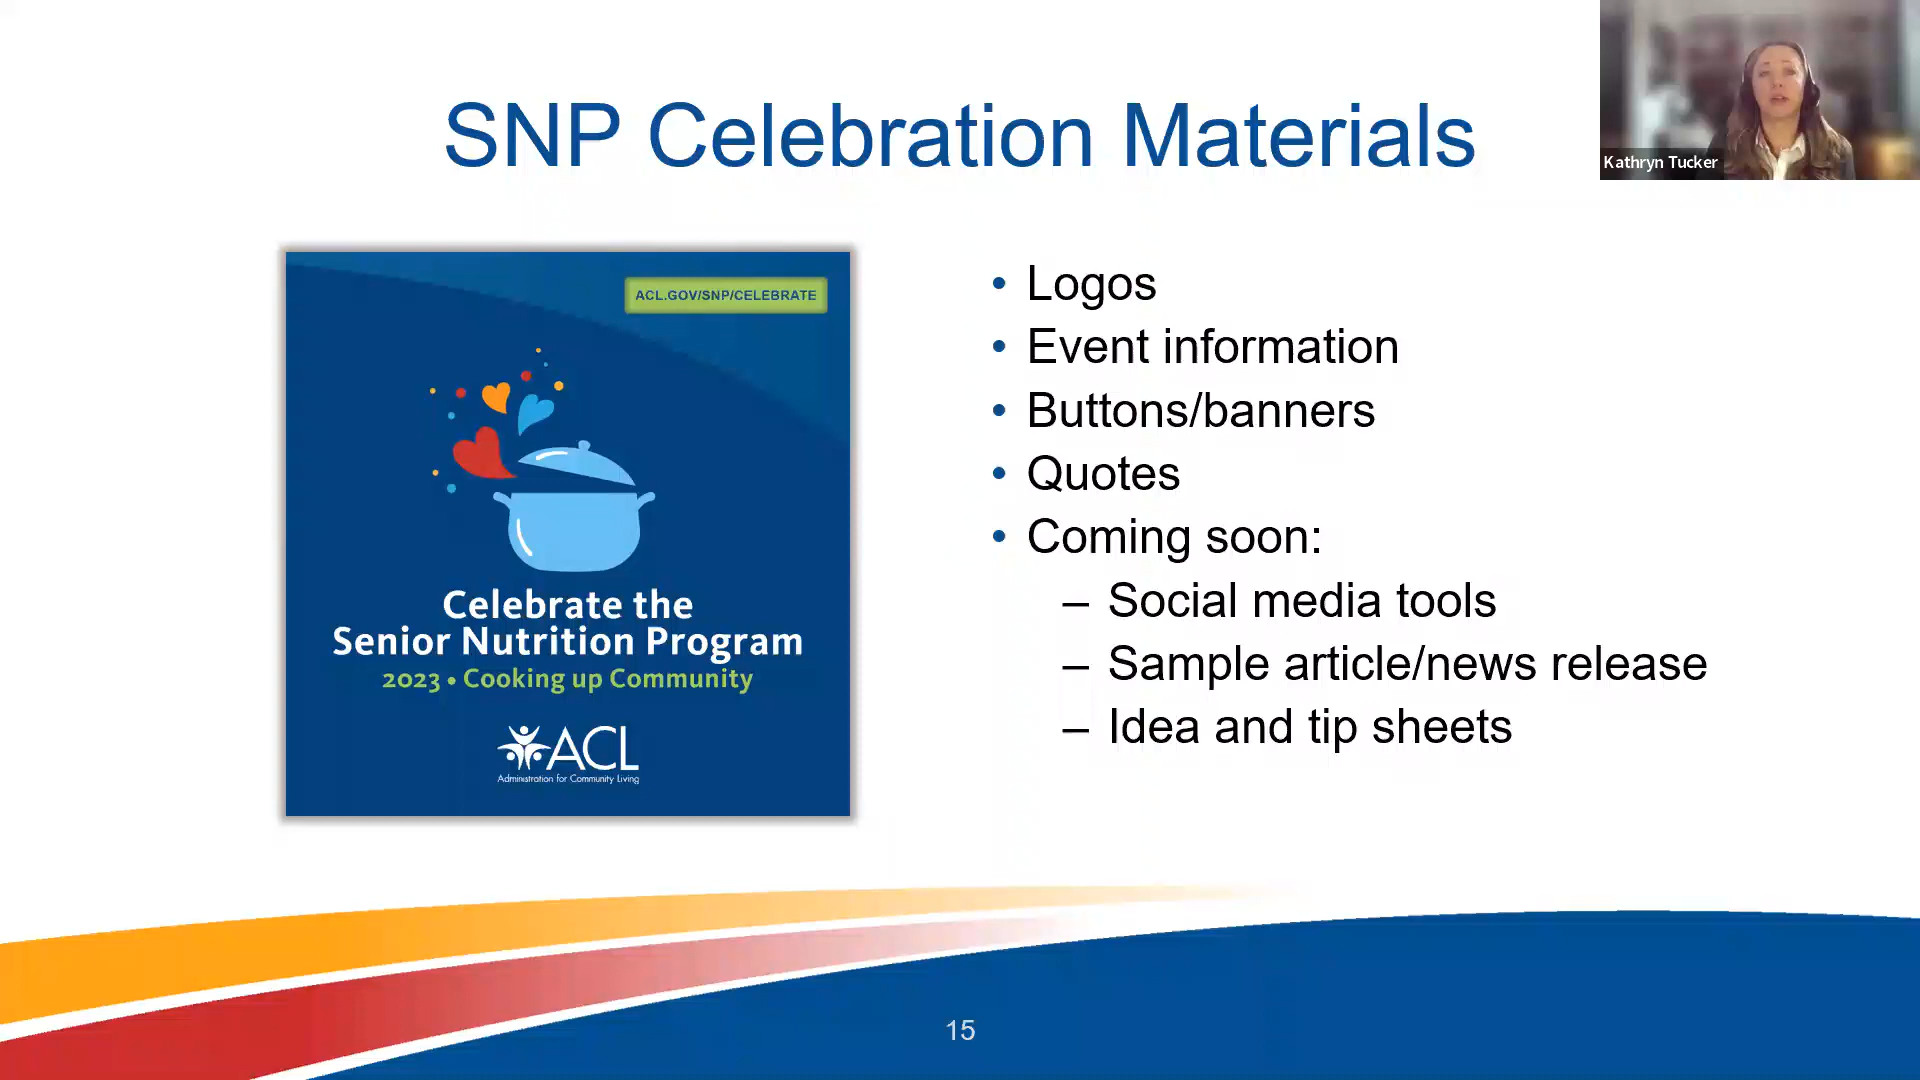 SNP Celebration Materials
Kathryn Tucker
ACL.GOV/SNP/CELEBRATE
Celebrate the
Senior Nutrition Program
2023 • Cooking up Community
ACL
Administration for Community Living
• Logos
• Event information
• Buttons/banners
• Quotes
• Coming soon:
– Social media tools
– Sample article/news release
– Idea and tip sheets
15